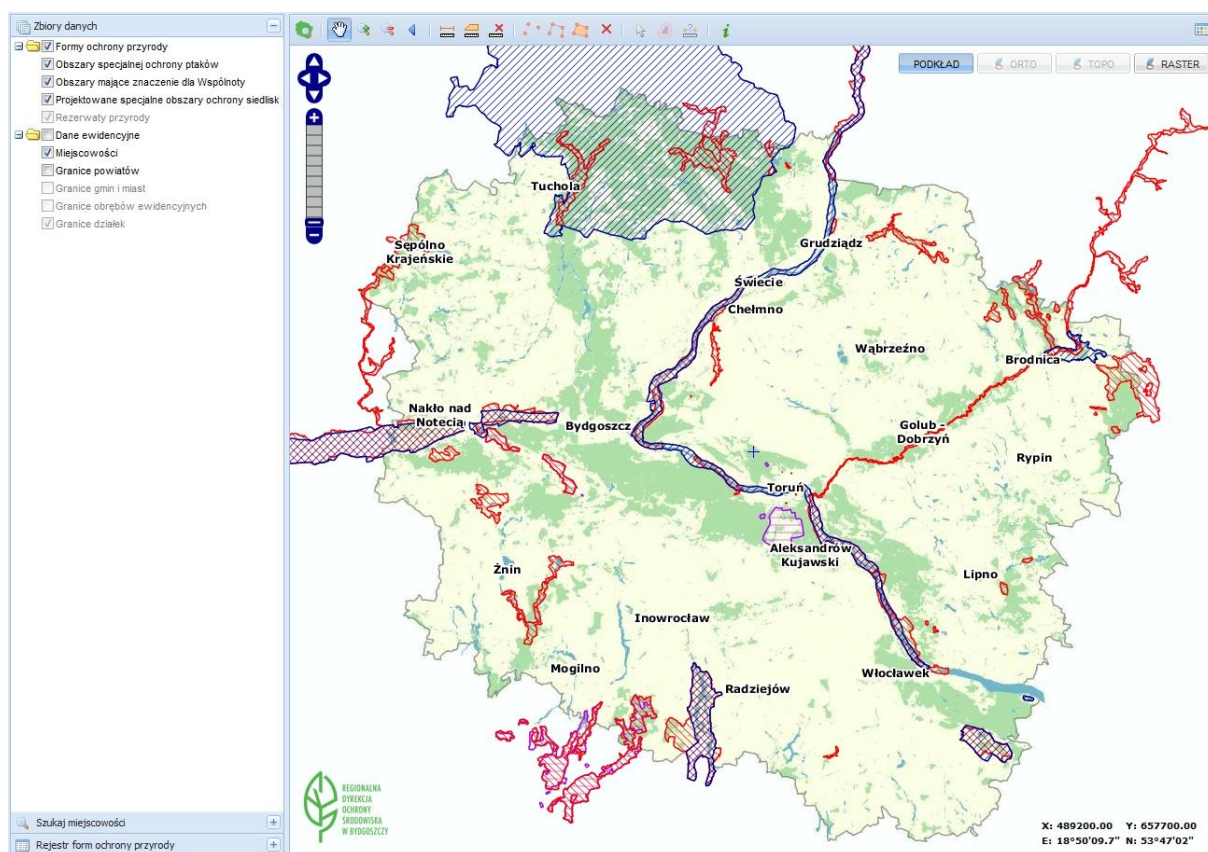 Zbiory danych
Formy ochrony przyrody
Obszary specjalnej ochrony ptaków
Obszary mające znaczenie dla Wspólnoty
Projektowane specjalne obszary ochrony siedlisk
Rezerwaty przyrody
Dane ewidencyjne
Miejscowości
Granice powiatów
Granice gmin i miast
Granice obrębów ewidencyjnych
Granice działek
Szukaj miejscowości
Rejestr form ochrony przyrody
PODKŁAD
ORTO
TOPO
RASTER
Tuchola
Sępólno
Krajeńskie
Grudziądz
Świecie
Chełmno
Wąbrzeźno
Brodnica
Nakło nad
Notecią
Bydgoszcz
Golub -
Dobrzyń
Rypin
Toruń
Aleksandrów
Kujawski
Żnin
Lipno
Inowrocław
Mogilno
Radziejów
Włocławek
REGIONALNA
DYREKCJA
OCHRONY
ŚRODOWISKA
W BYDGOSZCZY
X: 489200.00 Y: 657700.00
E: 18°50'09.7" N: 53°47'02"